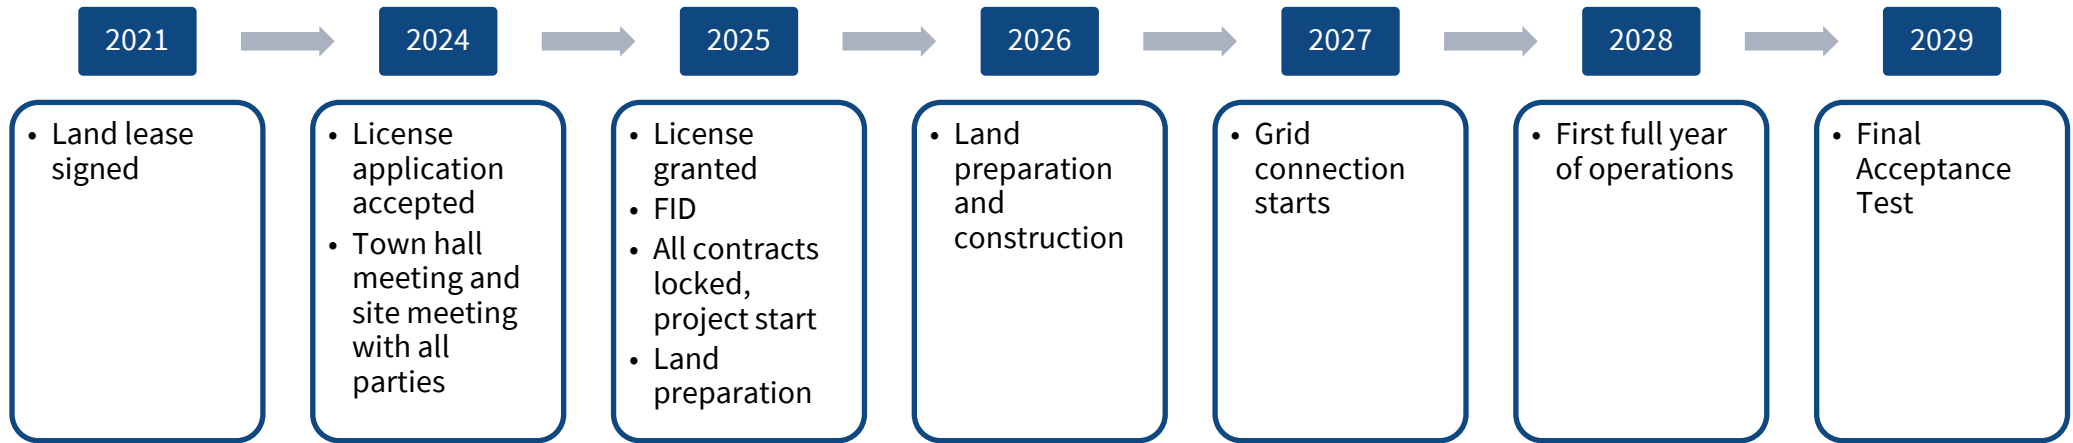 2021
2024
2025
2026
2027
2028
2029
• Land lease
signed
• License
application
accepted
• Town hall
meeting and
site meeting
with all
parties
• License
granted
• FID
• All contracts
locked,
project start
• Land
preparation
• Land
preparation
and
construction
• Grid
connection
starts
• First full year
of operations
• Final
Acceptance
Test